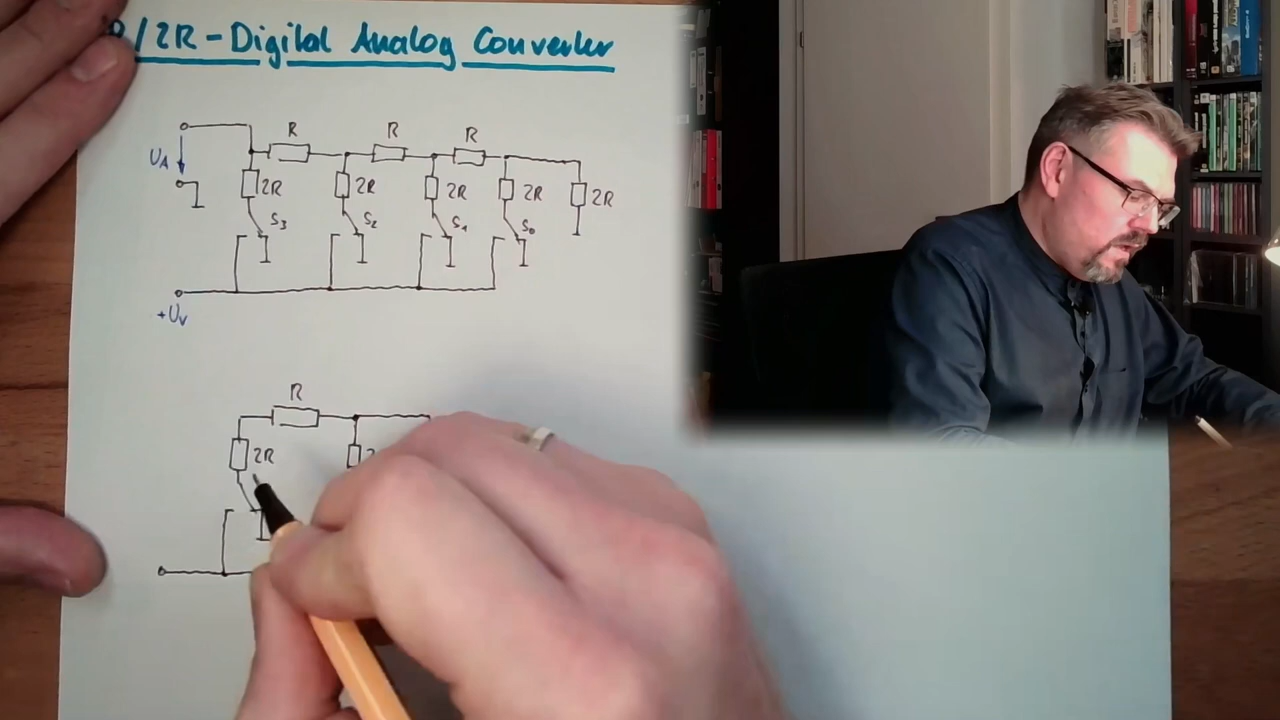 R/2R-Digital Analog Converter
R R R
UA
2R 2R 2R 2R 2R
S3 S2 S1 S0
+UV
R
2R